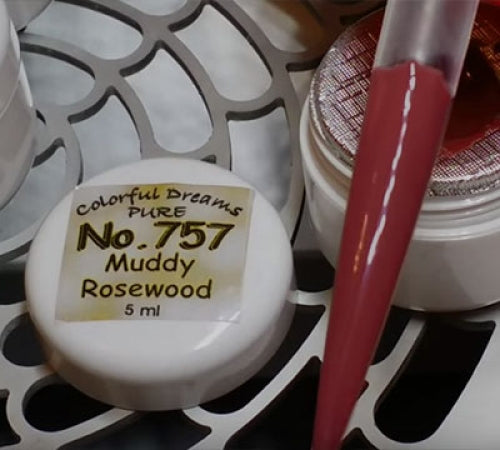 Colorful Dreams
PURE
No. 757
Muddy
Rosewood
5 ml